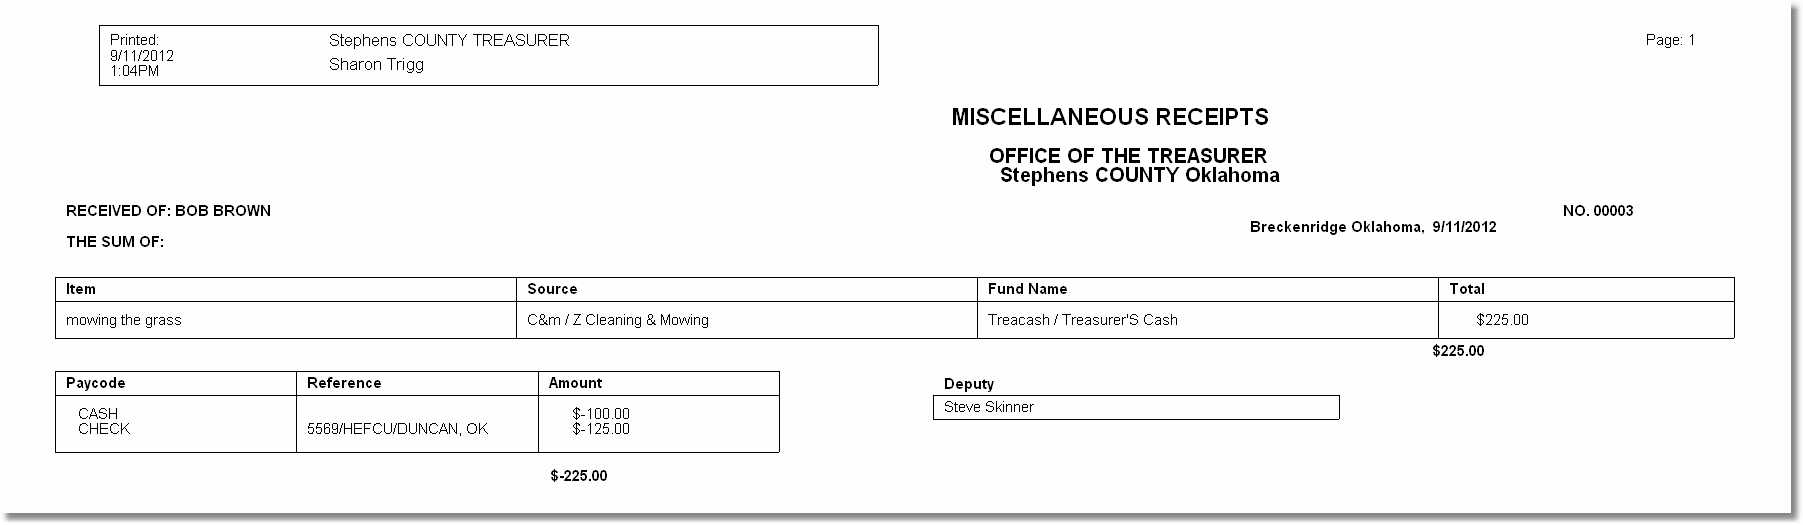 Printed:
9/11/2012
1:04PM
Stephens COUNTY TREASURER
Sharon Trigg
Page: 1
MISCELLANEOUS RECEIPTS
OFFICE OF THE TREASURER
Stephens COUNTY Oklahoma
RECEIVED OF: BOB BROWN
NO. 00003
Breckenridge Oklahoma, 9/11/2012
THE SUM OF:
Item Source Fund Name Total
mowing the grass C&m / Z Cleaning & Mowing Treacash / Treasurer'S Cash $225.00
$225.00
Paycode Reference Amount
CASH $-100.00
CHECK 5569/HEFCU/DUNCAN, OK $-125.00
$-225.00
Deputy
Steve Skinner